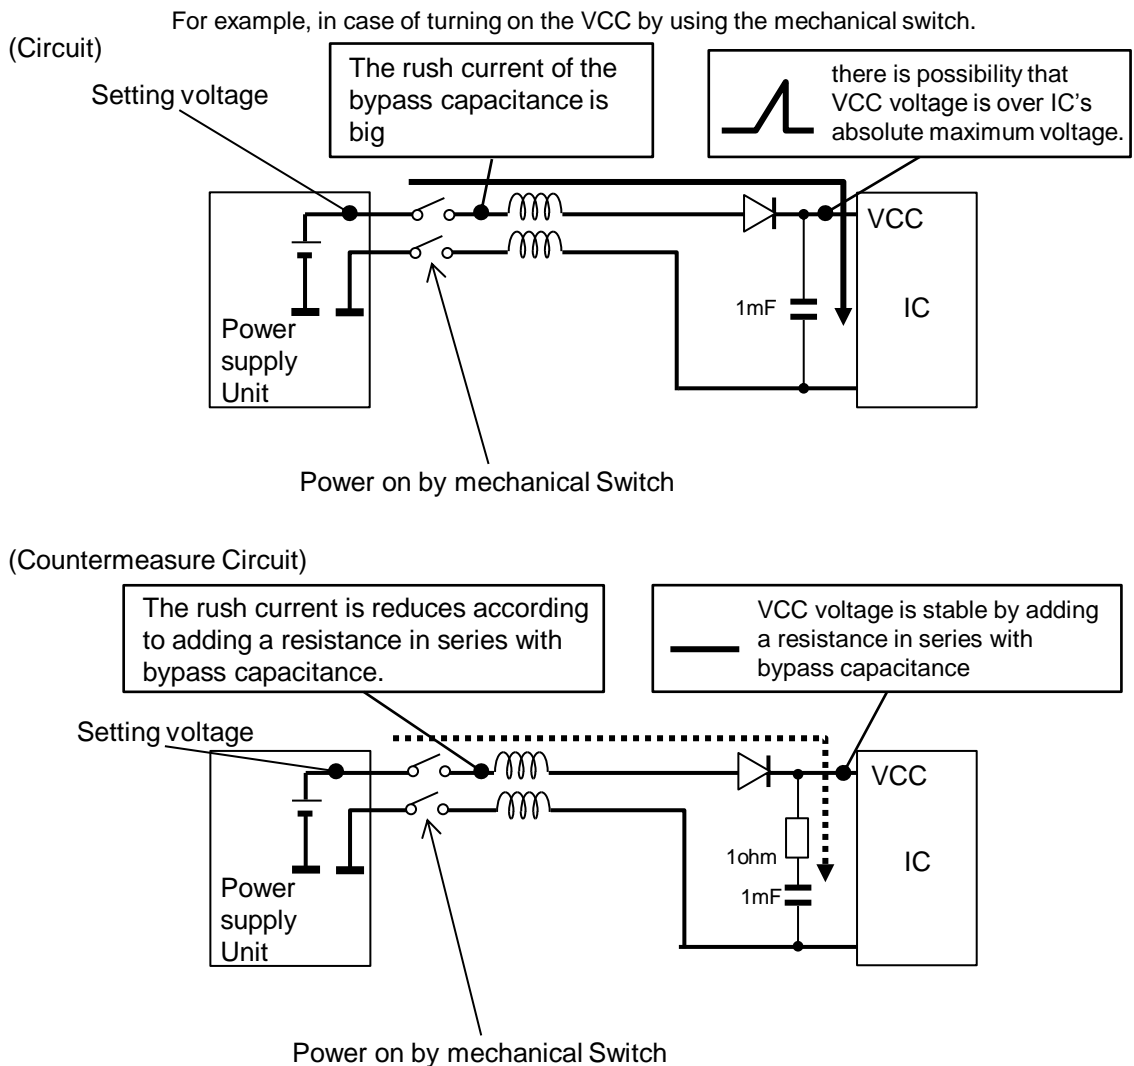 For example, in case of turning on the VCC by using the mechanical switch.
(Circuit)
Setting voltage
The rush current of the
bypass capacitance is
big
there is possibility that
VCC voltage is over IC's
absolute maximum voltage.
VCC
1mF
IC
Power
supply
Unit
Power on by mechanical Switch
(Countermeasure Circuit)
The rush current is reduces according
to adding a resistance in series with
bypass capacitance.
VCC voltage is stable by adding
a resistance in series with
bypass capacitance
Setting voltage
VCC
1ohm
IC
1mF
Power
supply
Unit
Power on by mechanical Switch